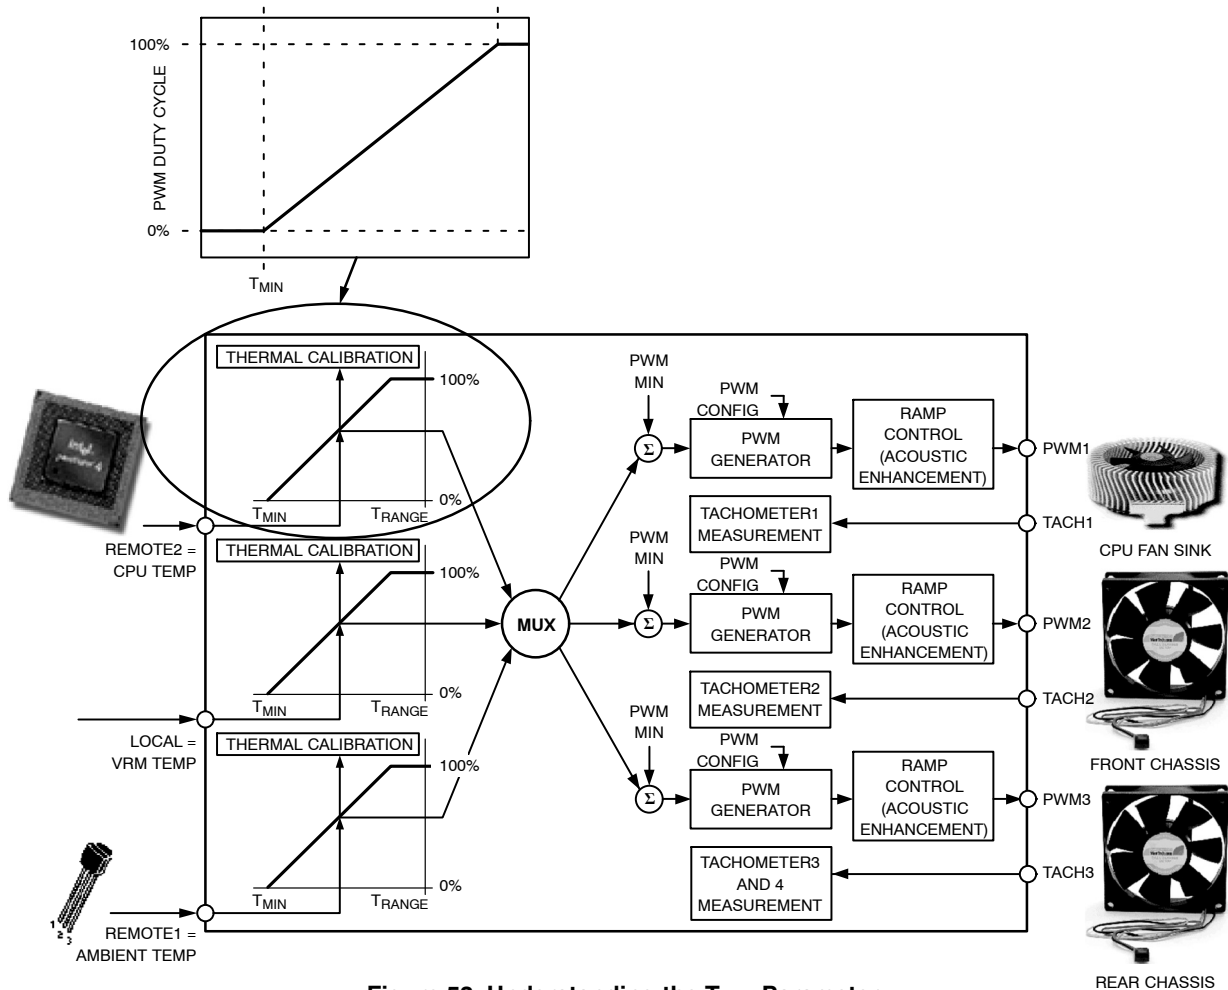 100%
PWM DUTY CYCLE
0%
TMIN
THERMAL CALIBRATION
100%
0%
TMIN
TRANGE
REMOTE2 =
CPU TEMP
THERMAL CALIBRATION
100%
0%
TMIN
TRANGE
LOCAL =
VRM TEMP
THERMAL CALIBRATION
100%
0%
TMIN
TRANGE
1
2
3
REMOTE1 =
AMBIENT TEMP
MUX
PWM
MIN
Σ
PWM
CONFIG
PWM
GENERATOR
RAMP
CONTROL
(ACOUSTIC
ENHANCEMENT)
PWM1
TACHOMETER1
MEASUREMENT
TACH1
CPU FAN SINK
PWM
MIN
Σ
PWM
CONFIG
PWM
GENERATOR
RAMP
CONTROL
(ACOUSTIC
ENHANCEMENT)
PWM2
TACHOMETER2
MEASUREMENT
TACH2
FRONT CHASSIS
PWM
MIN
Σ
PWM
CONFIG
PWM
GENERATOR
RAMP
CONTROL
(ACOUSTIC
ENHANCEMENT)
PWM3
TACHOMETER3
AND 4
MEASUREMENT
TACH3
REAR CHASSIS